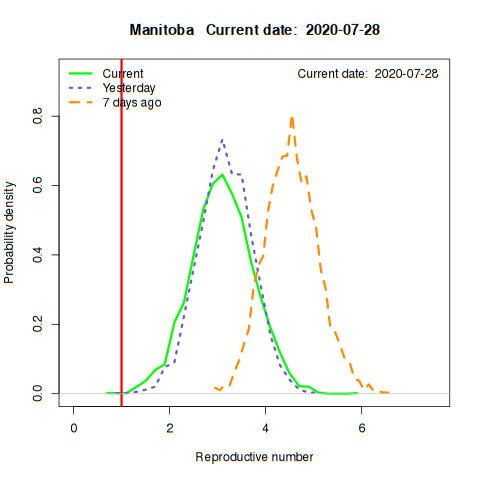 Manitoba Current date: 2020-07-28
Current
Current date: 2020-07-28
Yesterday
7 days ago
Probability density
0.8
0.6
0.4
0.2
0.0
0 2 4 6
Reproductive number